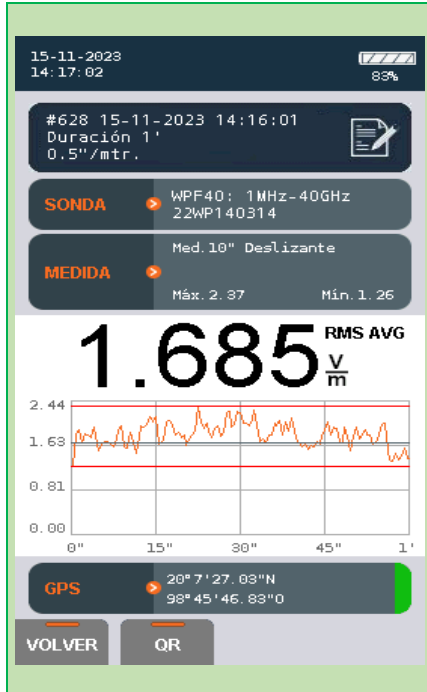 15-11-2023
14:17:02
83%
#628 15-11-2023 14:16:01
Duración 1'
0.5"/mtr.
SONDA
WPF40: 1MHz-40GHz
22WP140314
MEDIDA
Med.10" Deslizante
Máx.2.37 Mín.1.26
1.685 RMS AVG
V/m
2.44
1.63
0.81
0.00
0" 15" 30" 45" 1'
GPS
20°7'27.03"N
98°45'46.83"O
VOLVER QR